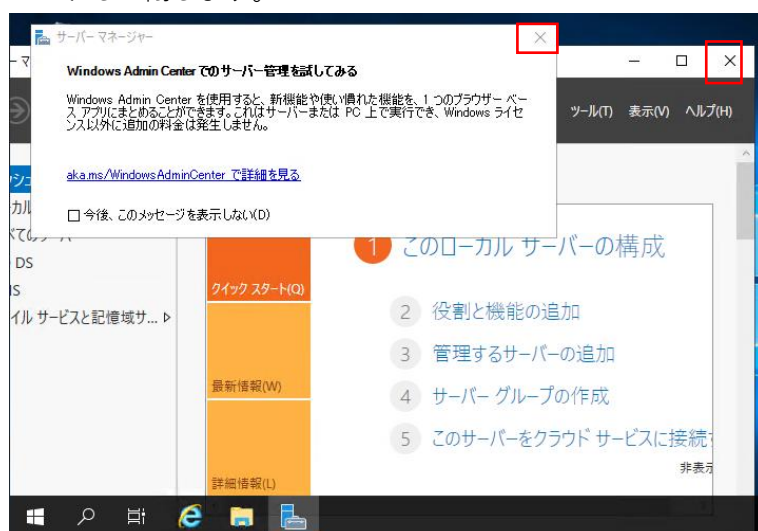 サーバー マネージャー
Windows Admin Center でのサーバー管理を試してみる
Windows Admin Center を使用すると、新機能や使い慣れた機能を、1 つのブラウザー ベー
ス アプリにまとめることができます。これはサーバーまたは PC 上で実行でき、Windows ライセ
ンス以外に追加の料金は発生しません。
aka.ms/WindowsAdminCenter で詳細を見る
今後、このメッセージを表示しない(D)
ツール(T) 表示(V) ヘルプ(H)
DS
イル サービスと記憶域サ...
クイック スタート(Q)
最新情報(W)
詳細情報(L)
1 このローカル サーバーの構成
2 役割と機能の追加
3 管理するサーバーの追加
4 サーバー グループの作成
5 このサーバーをクラウド サービスに接続
非表示